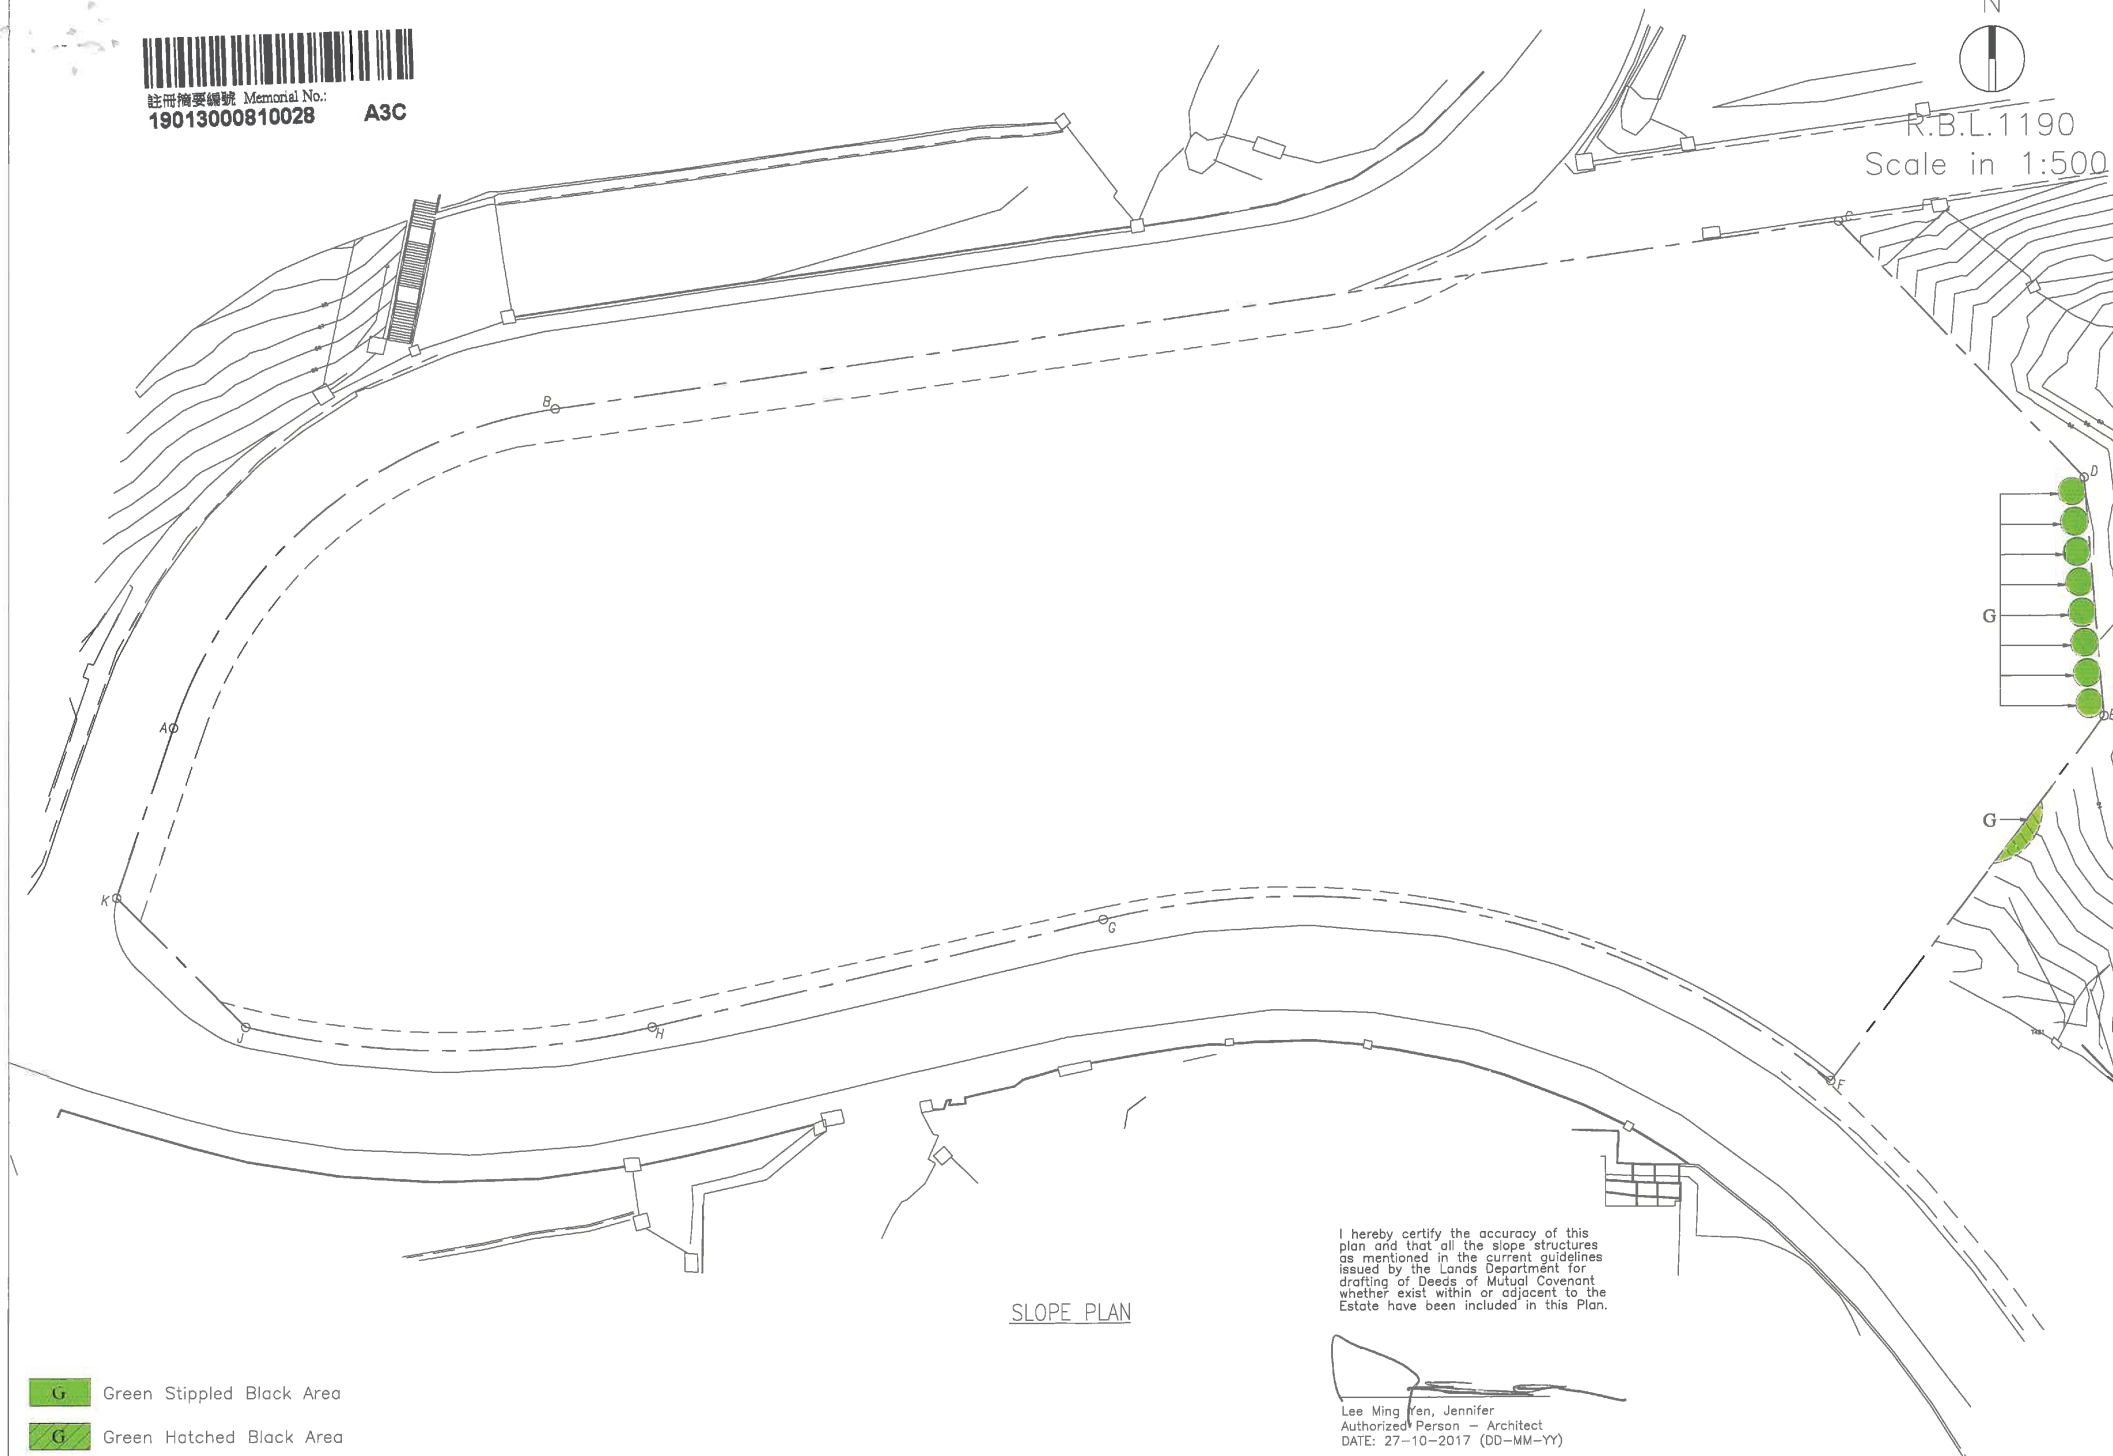 註冊摘要編號 Memorial No.:
19013000810028 A3C
N
R.B.L.1190
Scale in 1:500
C
B
D
G
A
E
G
K
G
J
H
F
I hereby certify the accuracy of this
plan and that all the slope structures
as mentioned in the current guidelines
issued by the Lands Department for
drafting of Deeds of Mutual Covenant
whether exist within or adjacent to the
Estate have been included in this Plan.
SLOPE PLAN
Lee Ming Yen, Jennifer
Authorized Person – Architect
DATE: 27-10-2017 (DD-MM-YY)
G Green Stippled Black Area
G Green Hatched Black Area